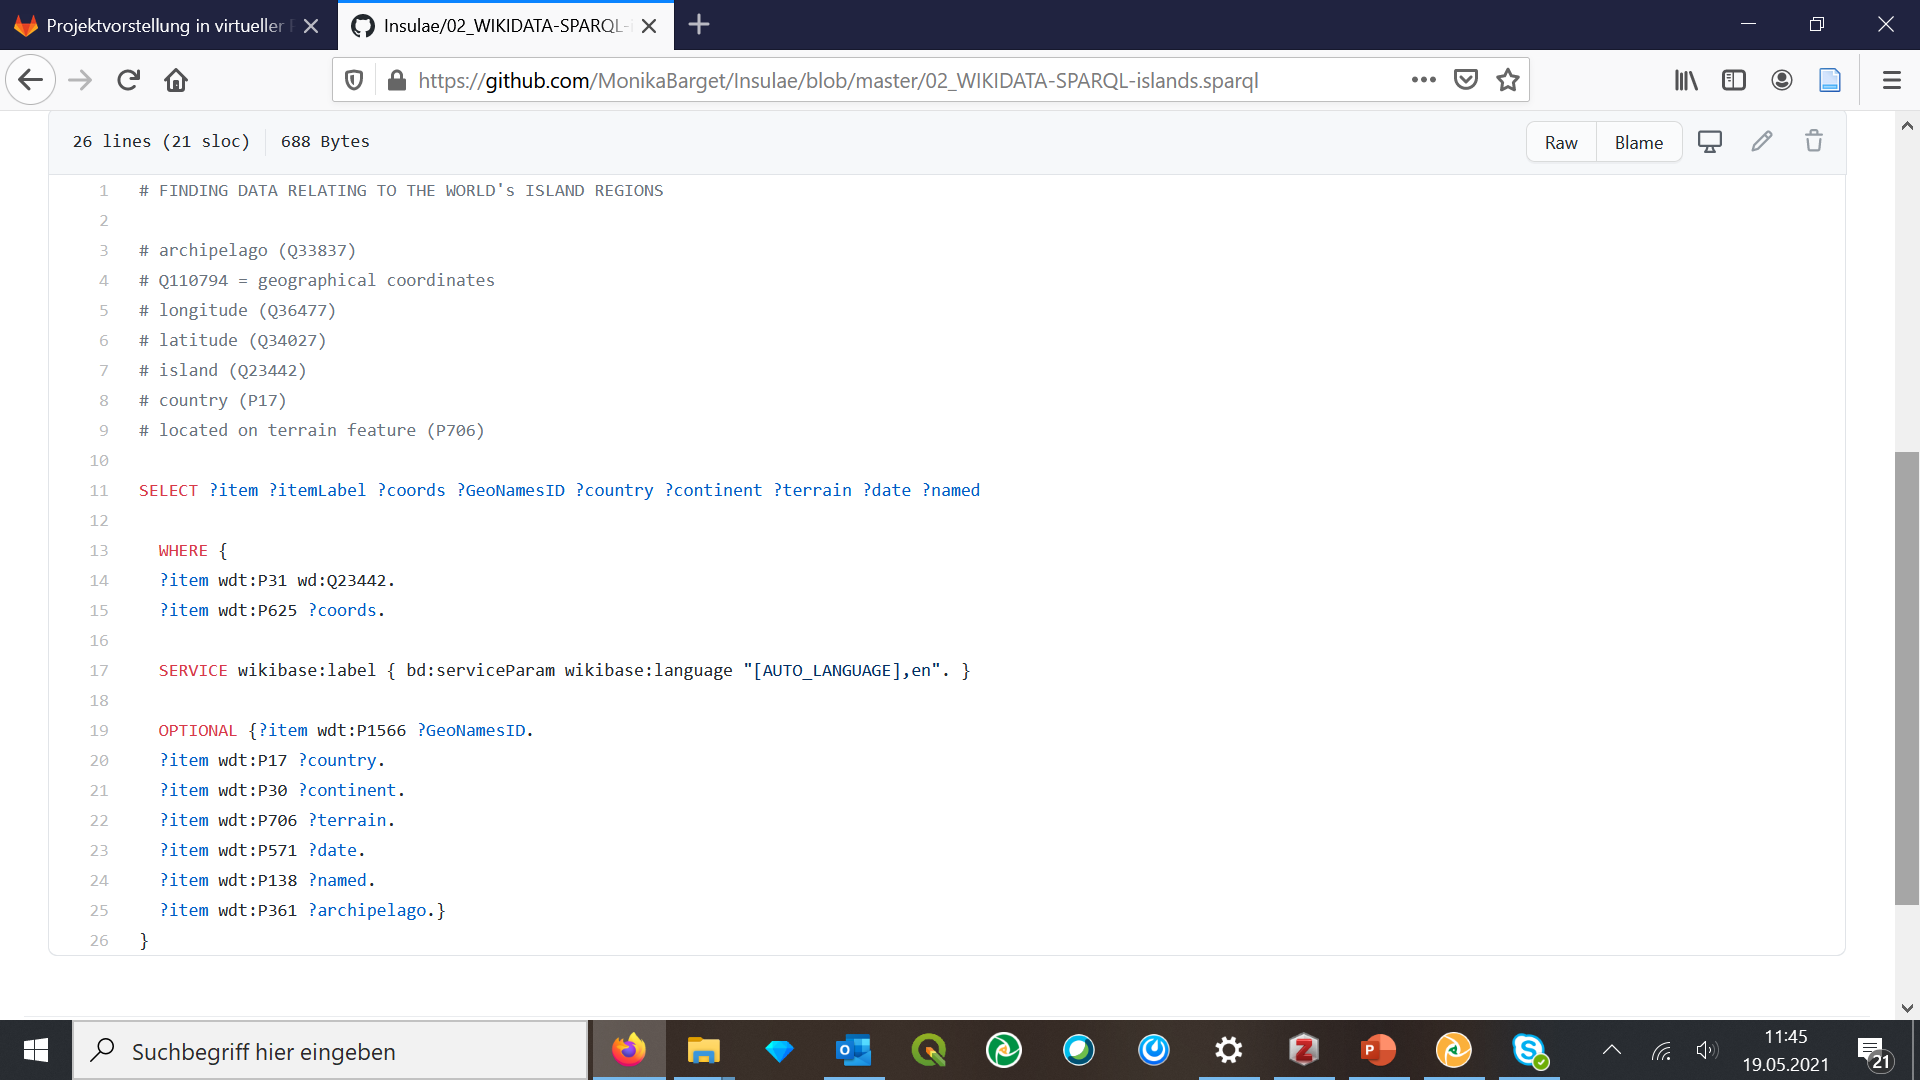 Projektvorstellung in virtueller
Insulae/02_WIKIDATA-SPARQL-
https://github.com/MonikaBarget/Insulae/blob/master/02_WIKIDATA-SPARQL-islands.sparql
26 lines (21 sloc) 688 Bytes
Raw Blame
1 # FINDING DATA RELATING TO THE WORLD's ISLAND REGIONS
2
3 # archipelago (Q33837)
4 # Q110794 = geographical coordinates
5 # longitude (Q36477)
6 # latitude (Q34027)
7 # island (Q23442)
8 # country (P17)
9 # located on terrain feature (P706)
10
11 SELECT ?item ?itemLabel ?coords ?GeoNamesID ?country ?continent ?terrain ?date ?named
12
13 WHERE {
14 ?item wdt:P31 wd:Q23442.
15 ?item wdt:P625 ?coords.
16
17 SERVICE wikibase:label { bd:serviceParam wikibase:language "[AUTO_LANGUAGE],en". }
18
19 OPTIONAL {?item wdt:P1566 ?GeoNamesID.
20 ?item wdt:P17 ?country.
21 ?item wdt:P30 ?continent.
22 ?item wdt:P706 ?terrain.
23 ?item wdt:P571 ?date.
24 ?item wdt:P138 ?named.
25 ?item wdt:P361 ?archipelago.}
26 }
Suchbegriff hier eingeben
11:45
19.05.2021
21